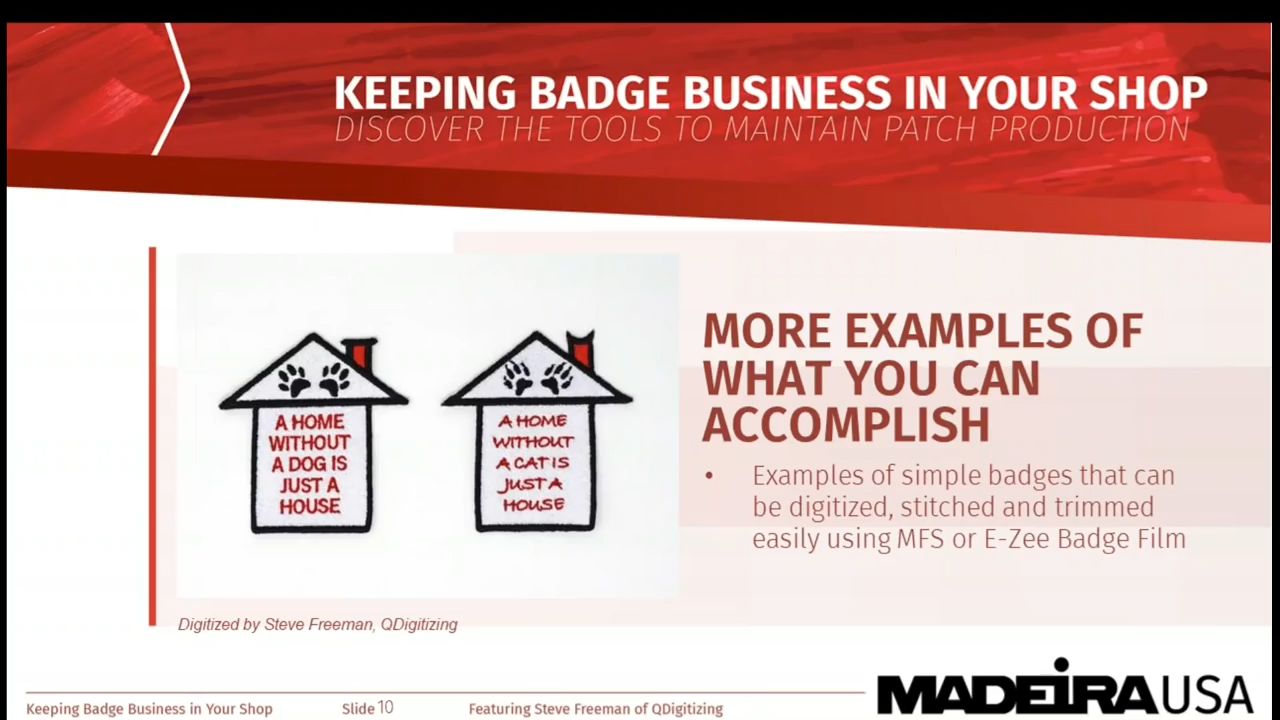 KEEPING BADGE BUSINESS IN YOUR SHOP
DISCOVER THE TOOLS TO MAINTAIN PATCH PRODUCTION
A HOME
WITHOUT
A DOG IS
JUST A
HOUSE
A HOME
WITHOUT
A CAT IS
JUST A
HOUSE
MORE EXAMPLES OF
WHAT YOU CAN
ACCOMPLISH
• Examples of simple badges that can
be digitized, stitched and trimmed
easily using MFS or E-Zee Badge Film
Digitized by Steve Freeman, QDigitizing
Keeping Badge Business in Your Shop Slide 10 Featuring Steve Freeman of QDigitizing
MADEIRA USA